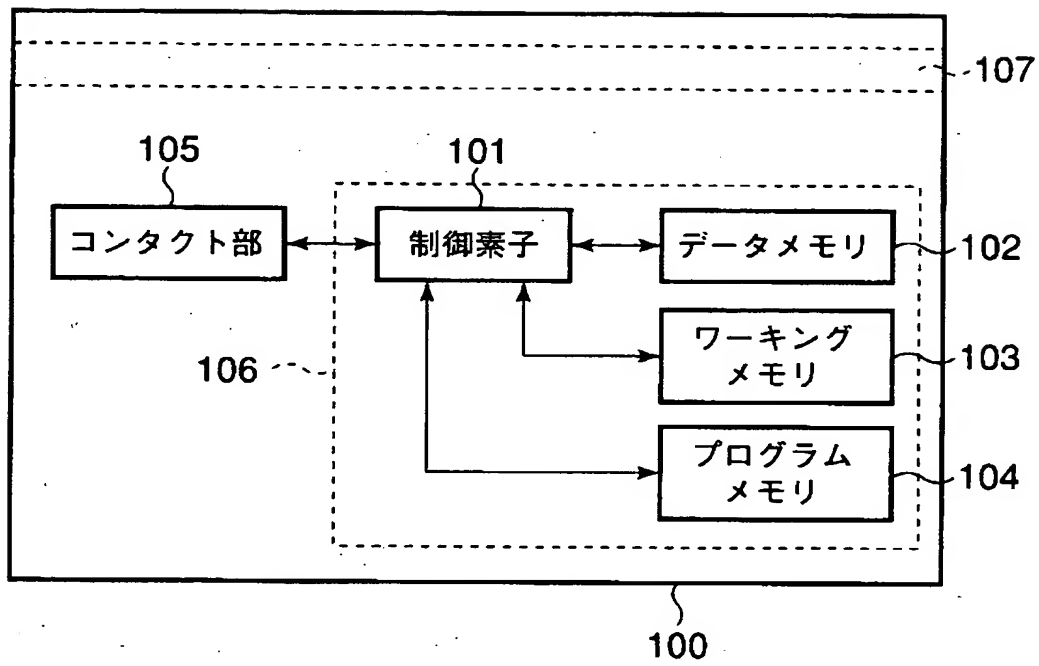 107
105
101
コンタクト部
制御素子
データメモリ
102
ワーキング
メモリ
103
106
プログラム
メモリ
104
100